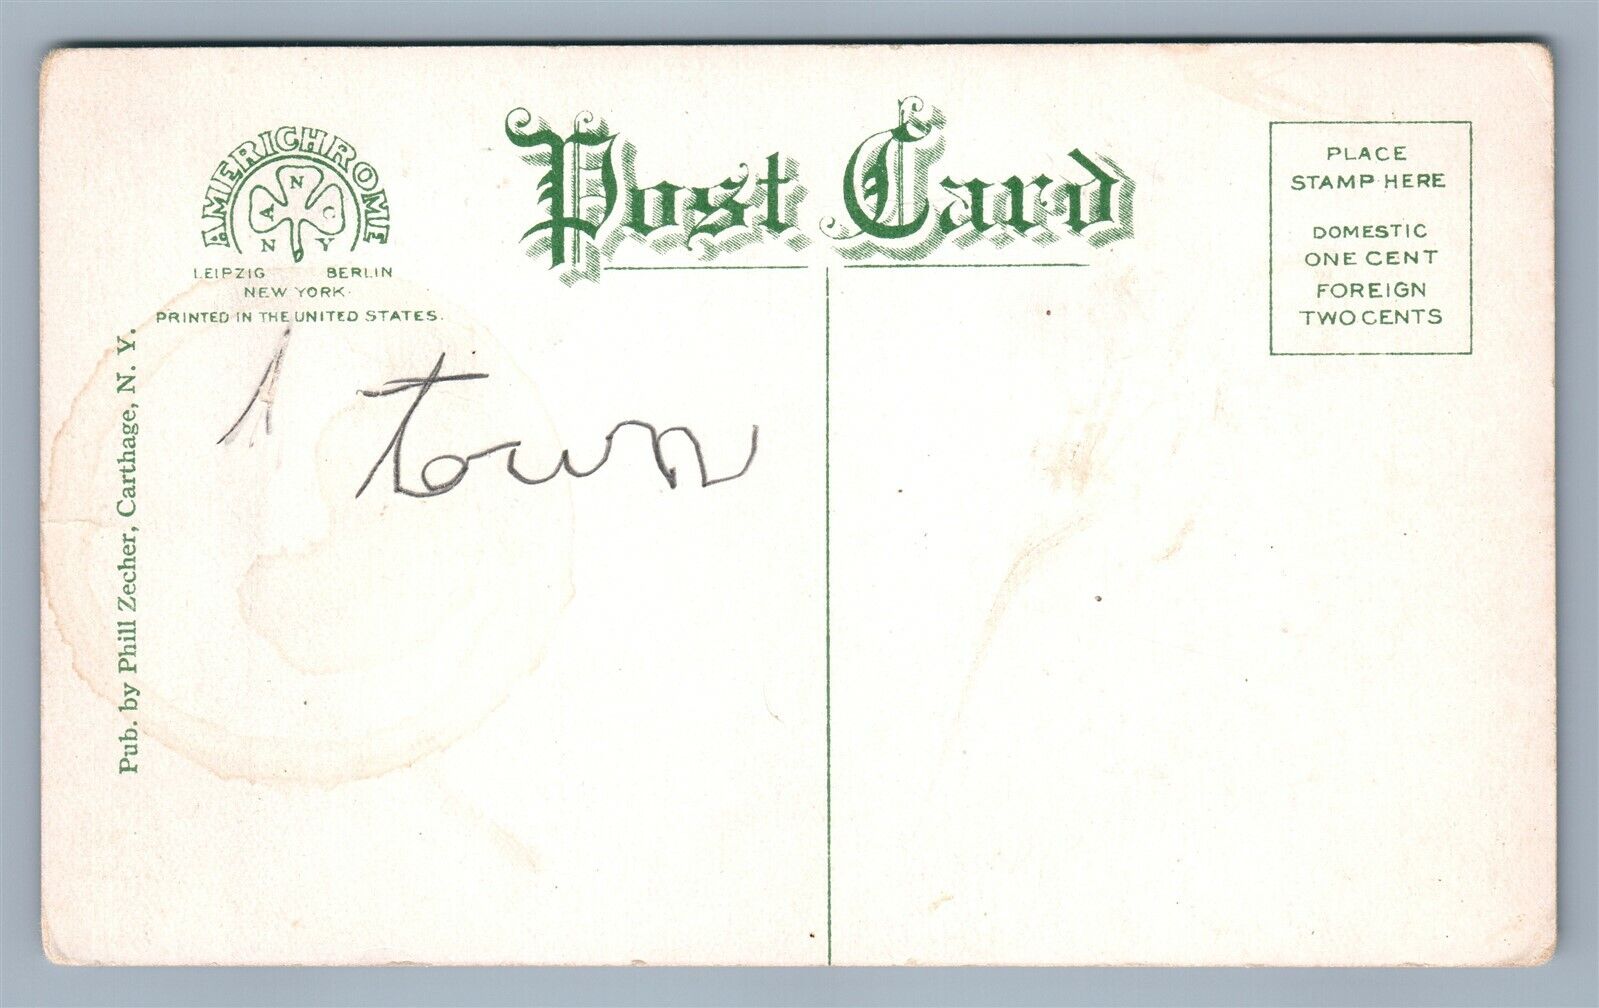 AMERICHROME
N
A C
N Y
LEIPZIG BERLIN
NEW YORK.
PRINTED IN THE UNITED STATES.
Post Card
PLACE
STAMP HERE
DOMESTIC
ONE CENT
FOREIGN
TWO CENTS
Pub. by Phill Zecher, Carthage, N. Y.
town